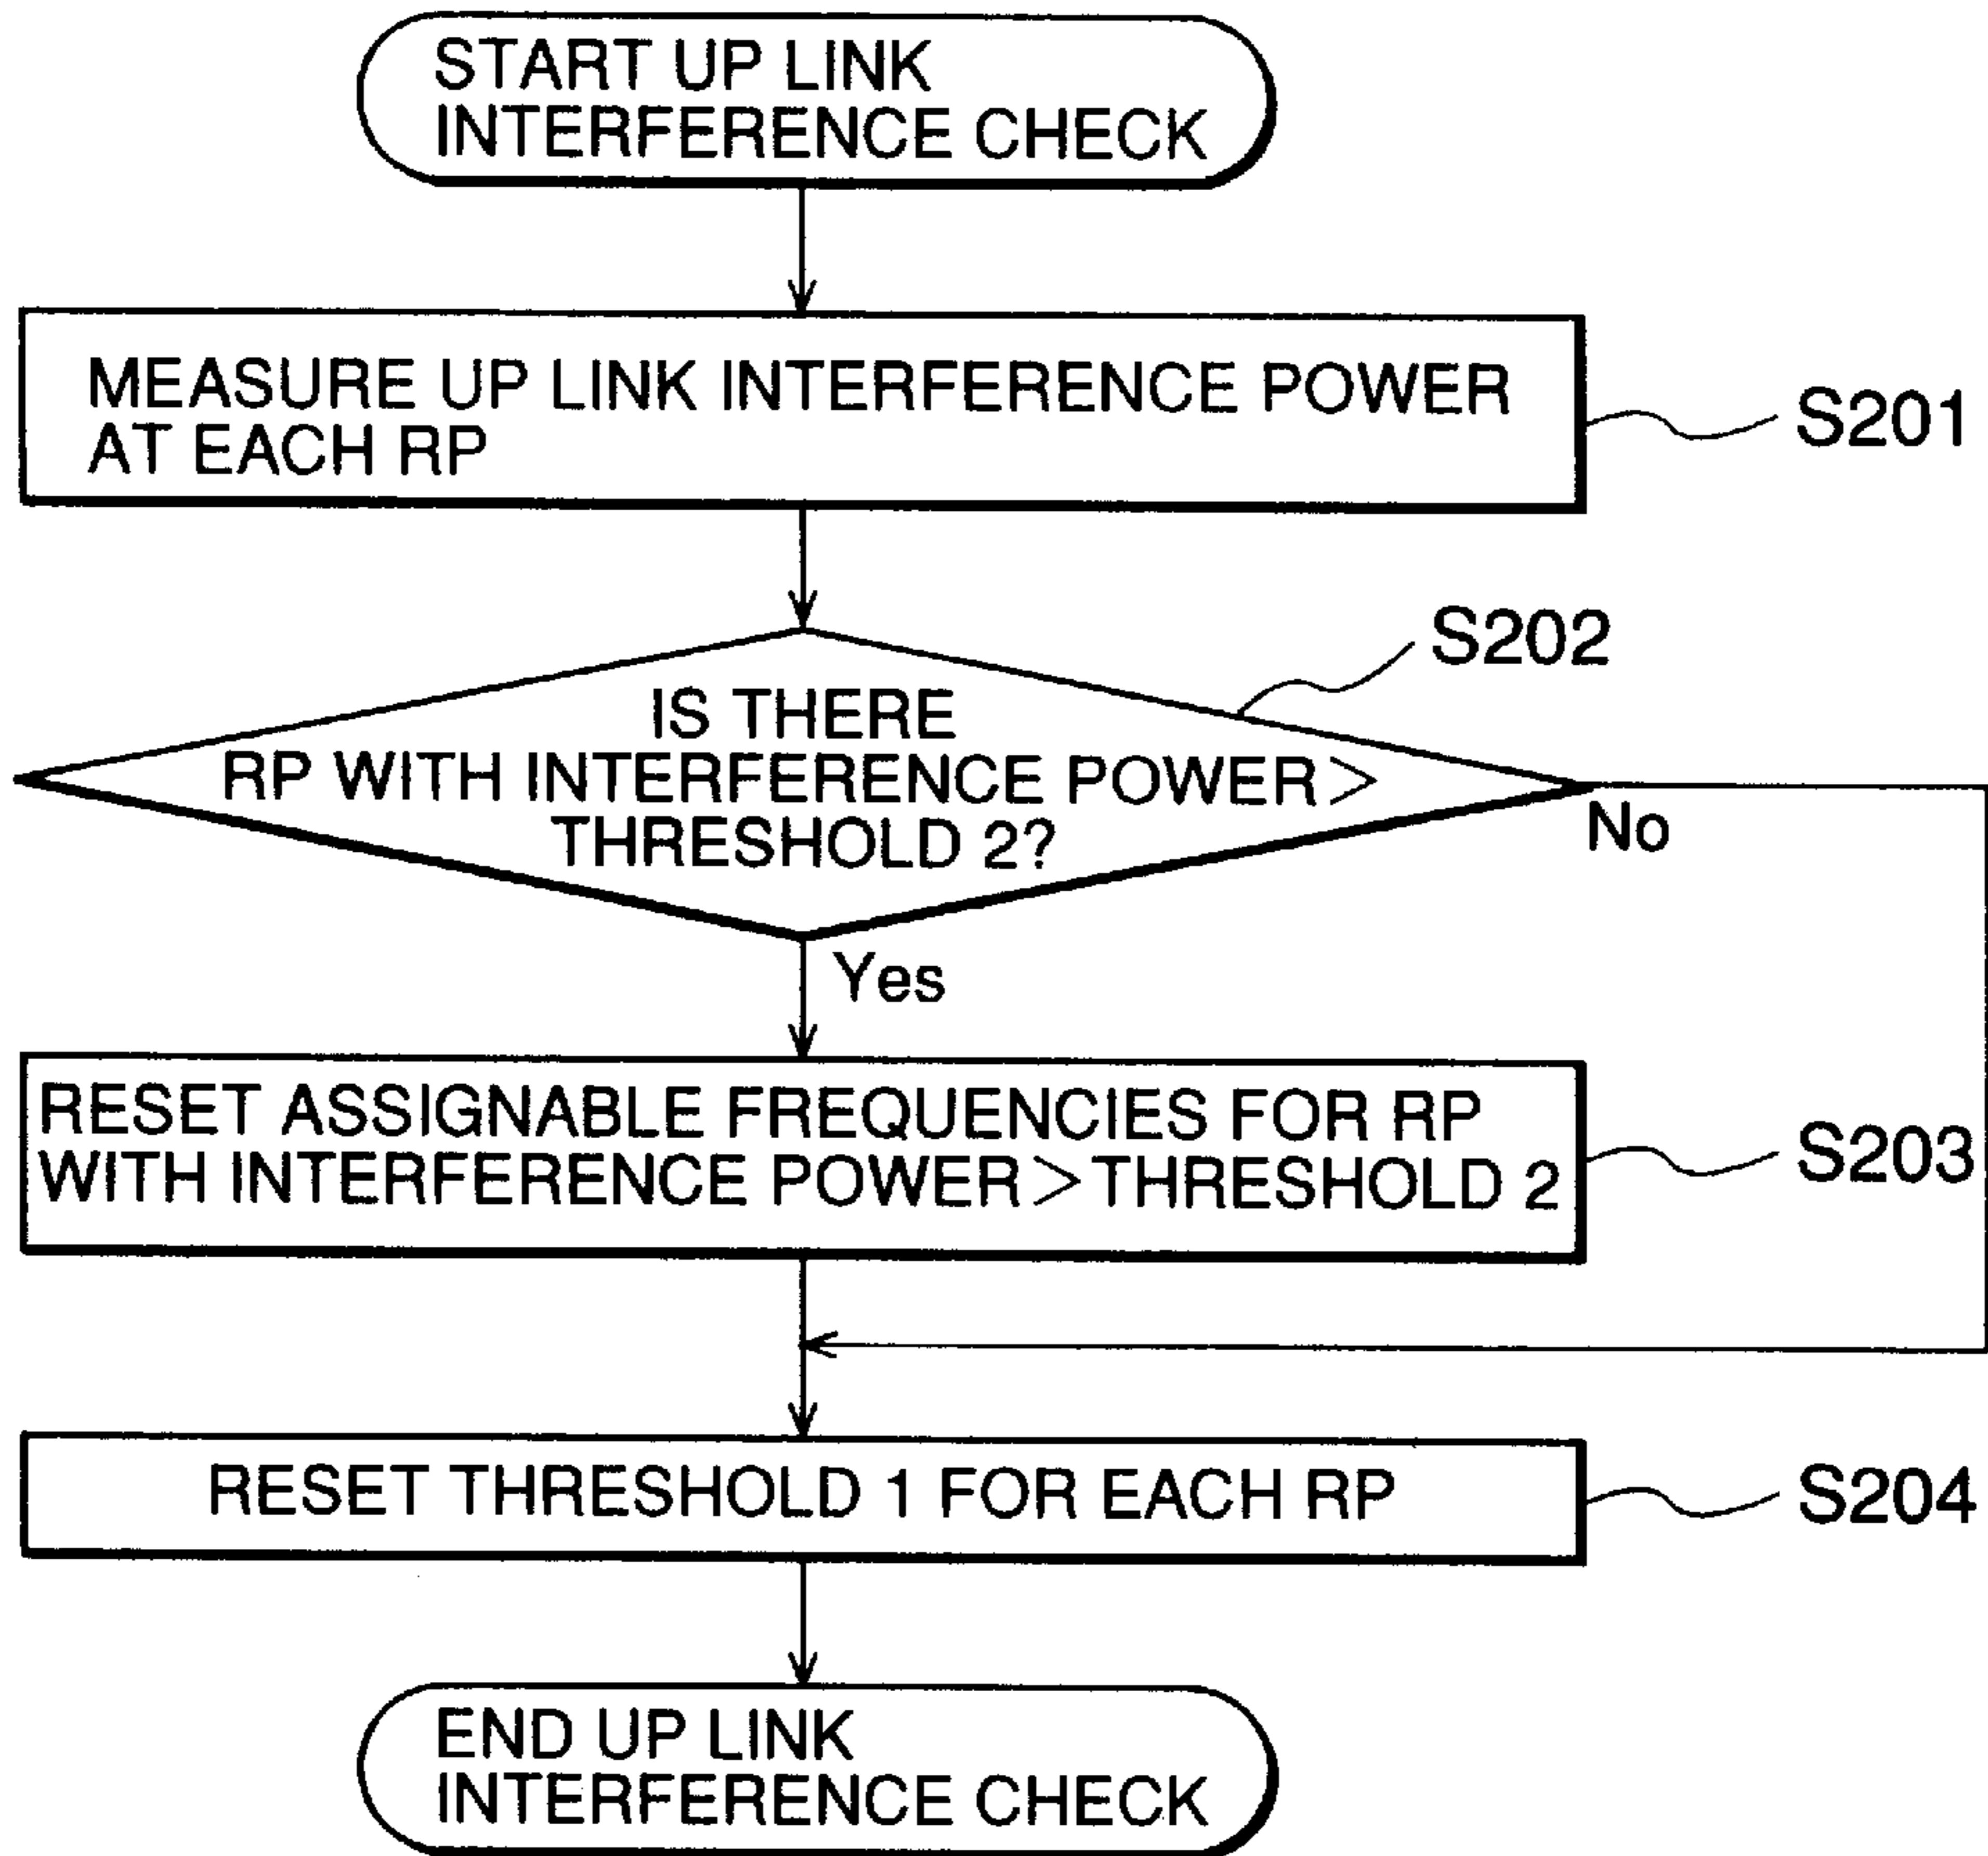 START UP LINK
INTERFERENCE CHECK
MEASURE UP LINK INTERFERENCE POWER
AT EACH RP
S201
S202
IS THERE
RP WITH INTERFERENCE POWER >
THRESHOLD 2?
No
Yes
RESET ASSIGNABLE FREQUENCIES FOR RP
WITH INTERFERENCE POWER > THRESHOLD 2
S203
RESET THRESHOLD 1 FOR EACH RP
S204
END UP LINK
INTERFERENCE CHECK